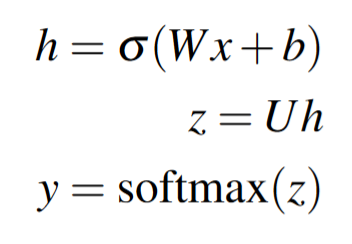 h = σ(Wx + b)
z = Uh
y = softmax(z)